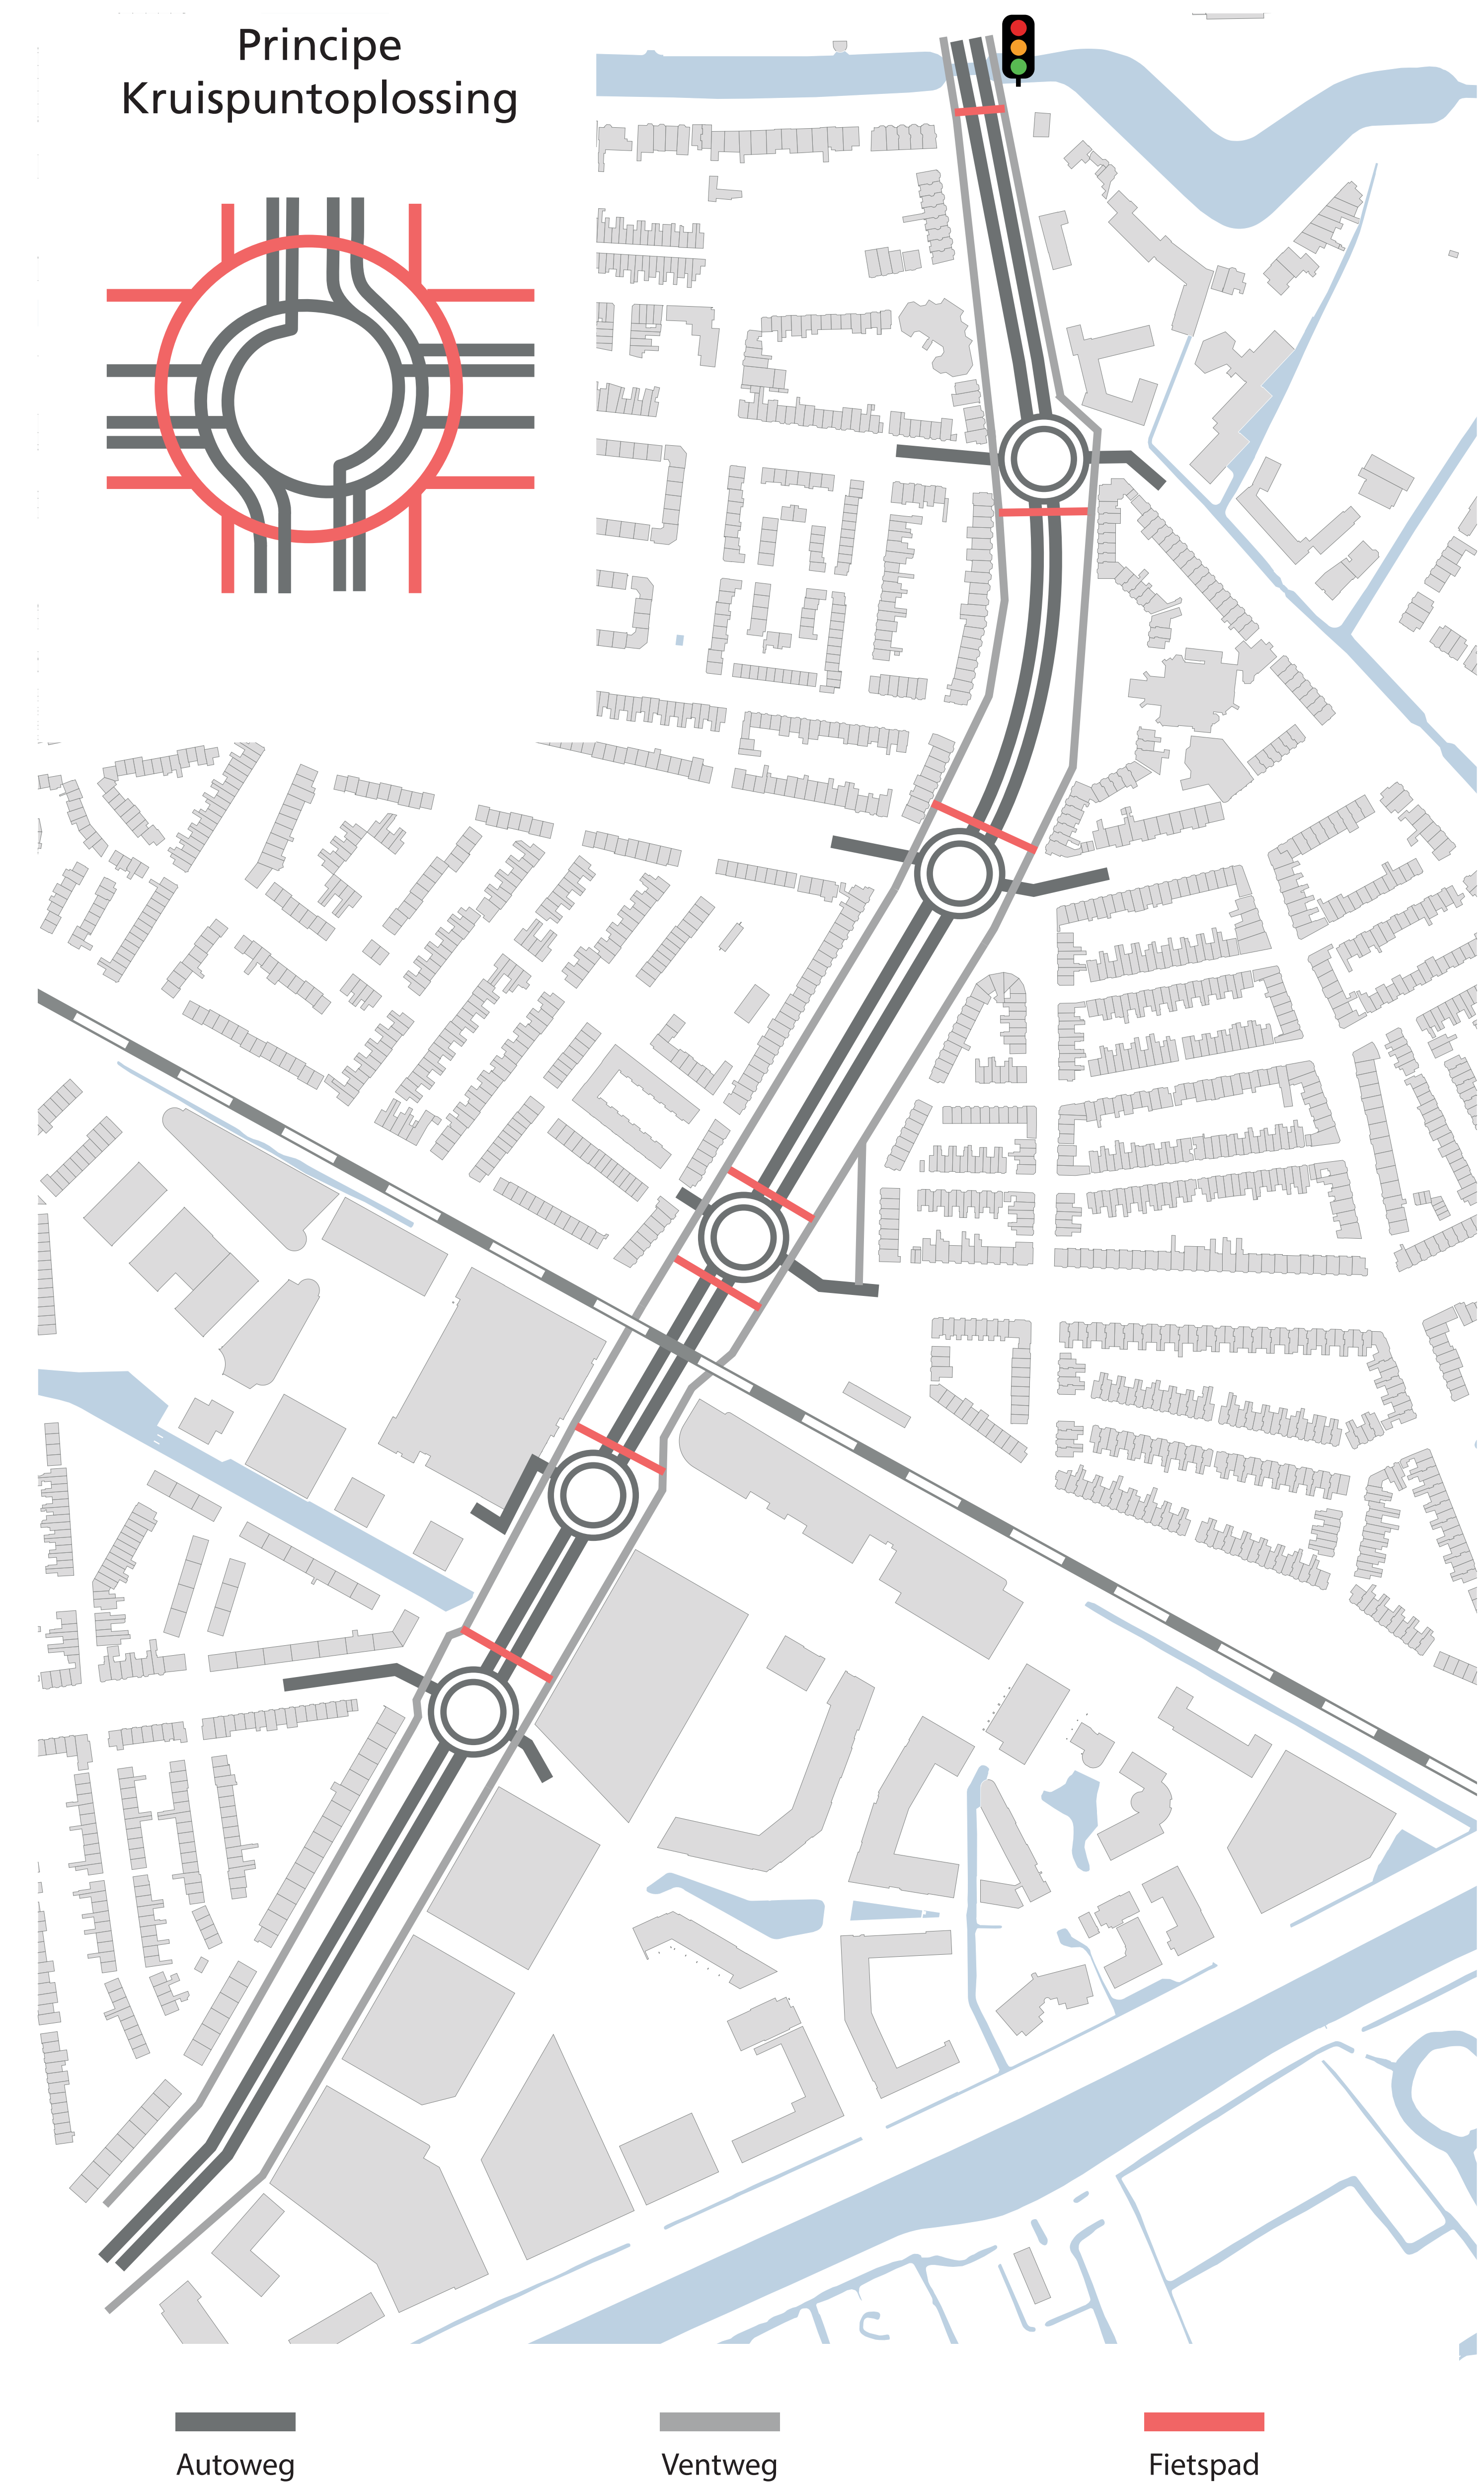 Principe
Kruispuntoplossing
Autoweg
Ventweg
Fietspad